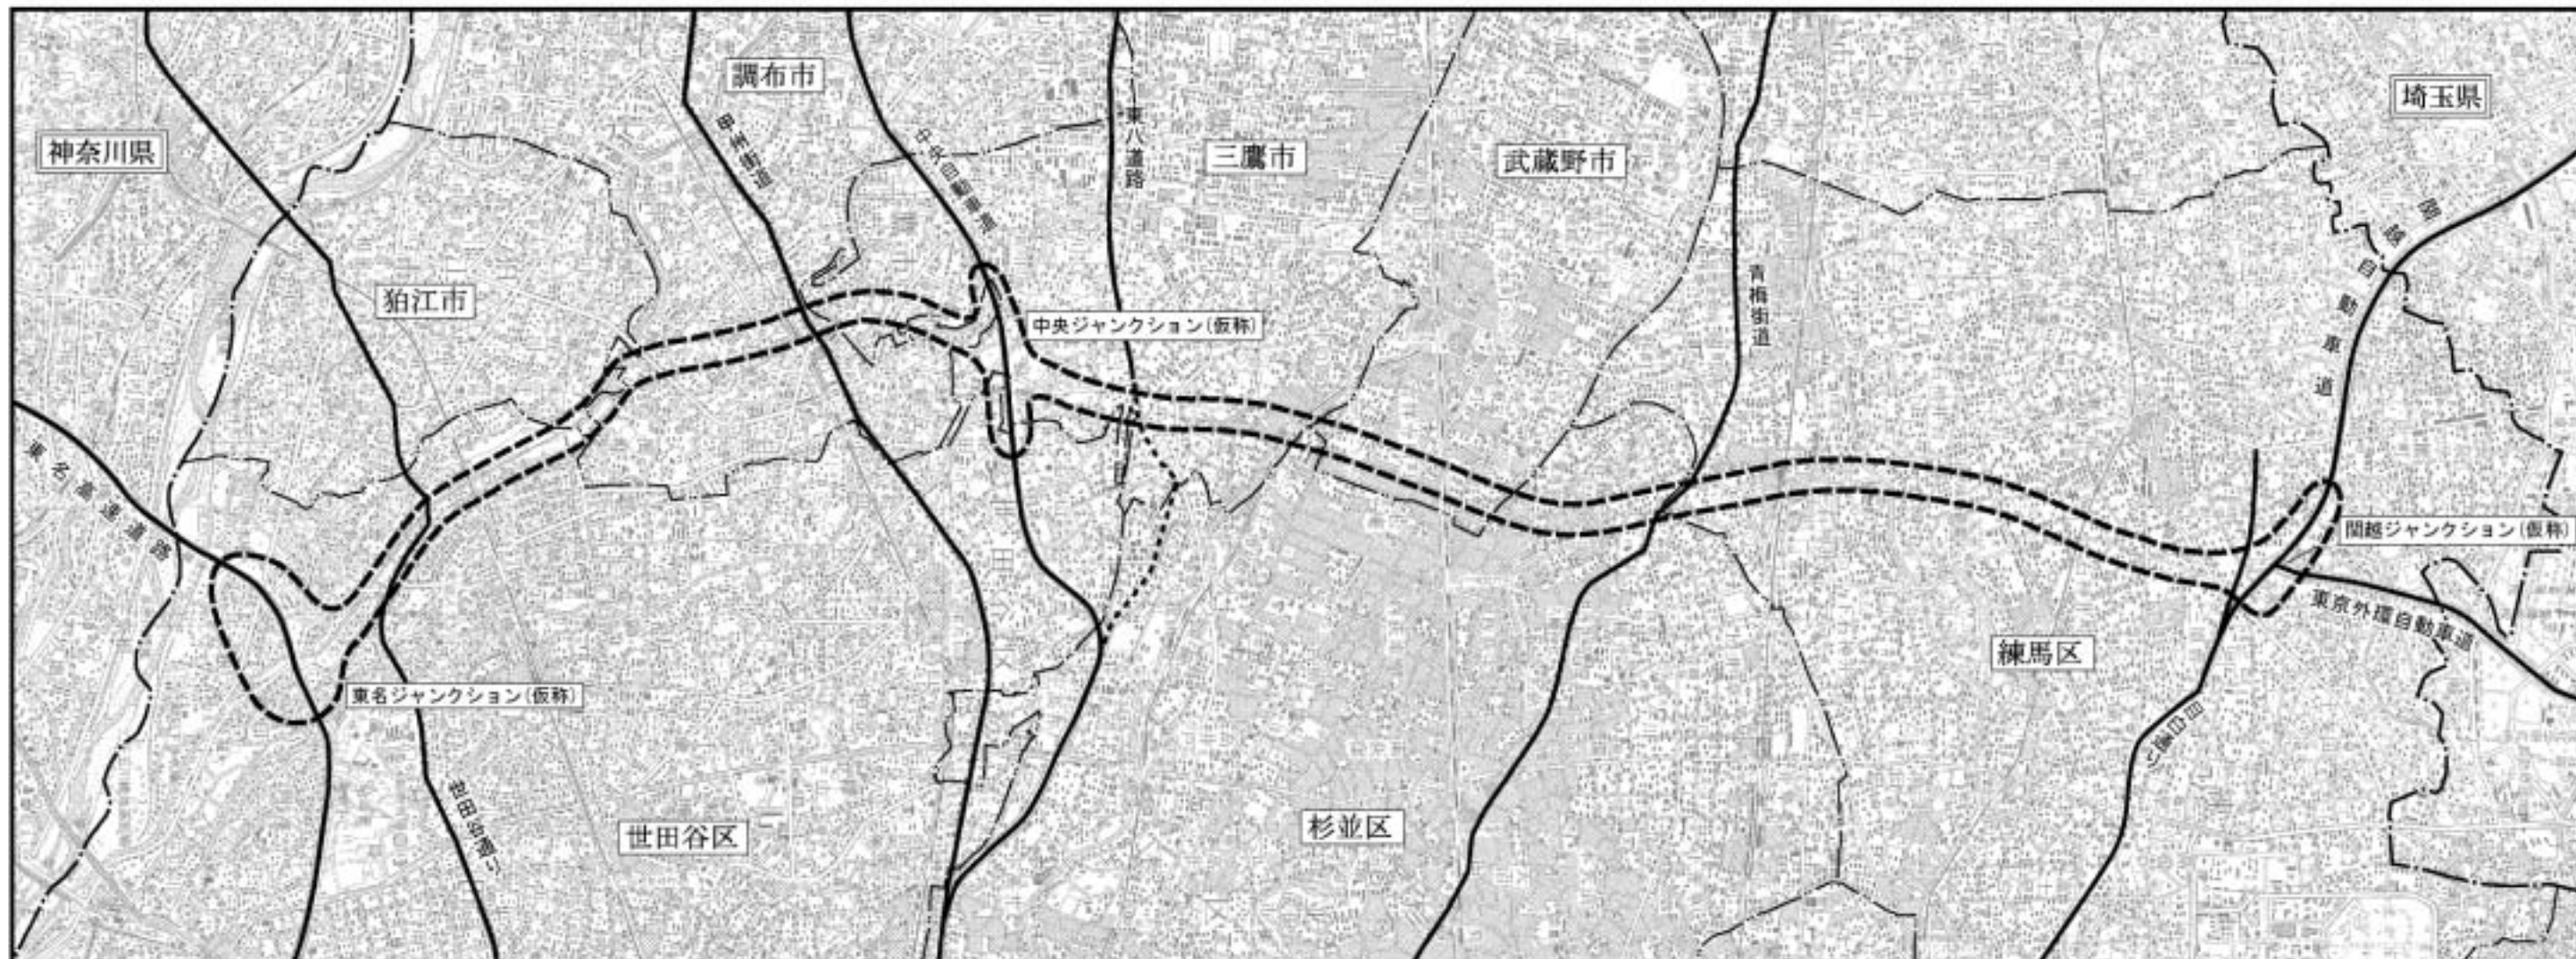 神奈川県
調布市
埼玉県
三鷹市
武蔵野市
狛江市
甲州街道
中央自動車道
東八道路
青梅街道
関越自動車道
中央ジャンクション(仮称)
東名高速道路
関越ジャンクション(仮称)
東京外環自動車道
練馬区
東名ジャンクション(仮称)
目白通り
世田谷通り
世田谷区
杉並区